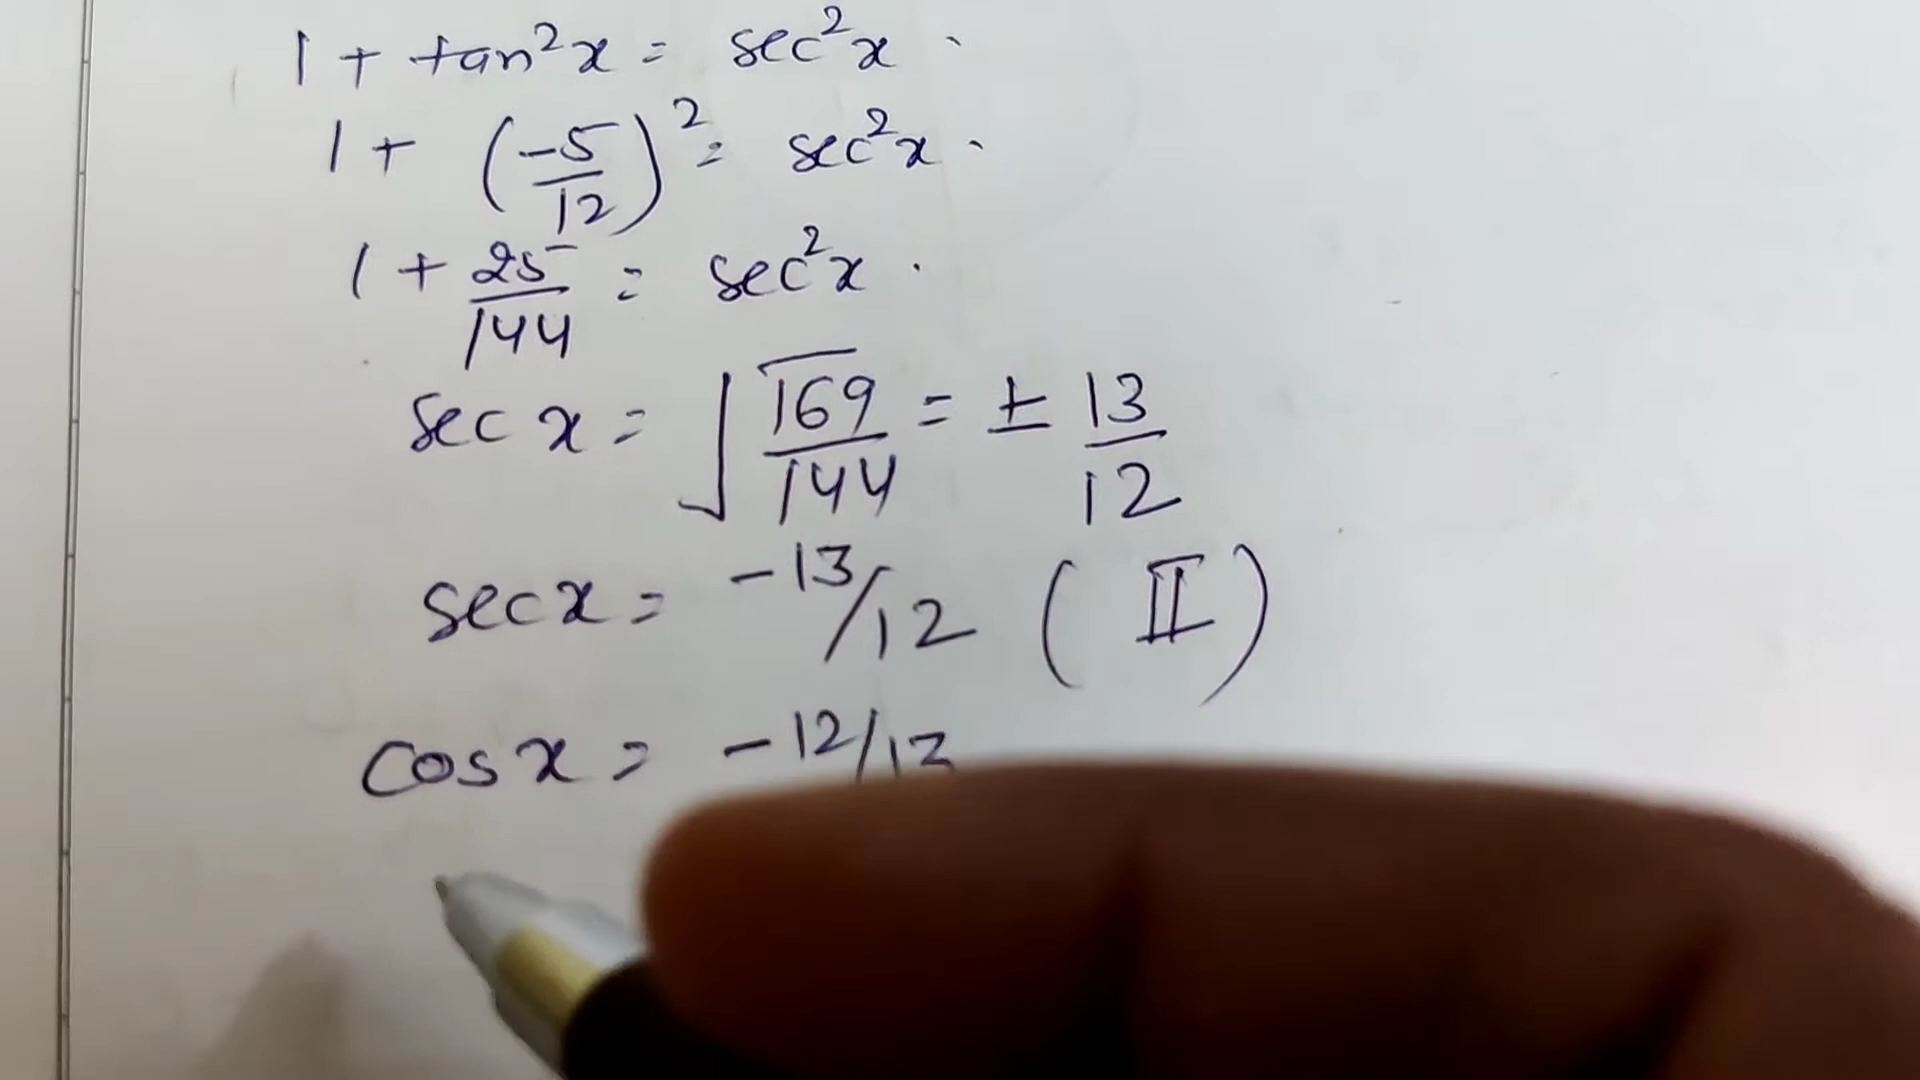 1 + tan²x = sec²x .
1 + (-5/12)² = sec²x .
1 + 25/144 = sec²x .
sec x = √169/144 = ± 13/12
sec x = -13/12 ( II )
cos x = -12/13